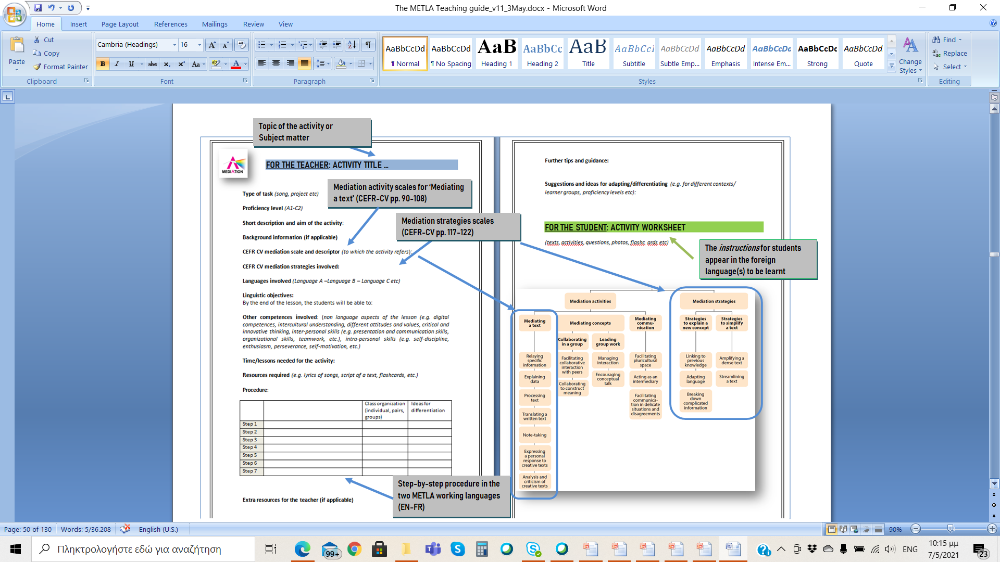 The METLA Teaching guide_v11_3May.docx - Microsoft Word
Home
Insert
Page Layout
References
Mailings
Review
View
Paste
Cut
Copy
Format Painter
Clipboard
Cambria (Headings)
16
Font
Paragraph
AaBbCcDd
¶ Normal
AaBbCcDd
¶ No Spacing
AaB
Heading 1
AaBbCc
Heading 2
AaB
Title
AaBbCcI
Subtitle
AaBbCcDd
Subtle Emp...
AaBbCcDd
Emphasis
AaBbCcDd
Intense Em...
AaBbCcDc
Strong
AaBbCcDd
Quote
Change
Styles
Styles
Find
Replace
Select
Editing
Topic of the activity or
Subject matter
MEDIATION
FOR THE TEACHER: ACTIVITY TITLE ...
Mediation activity scales for ‘Mediating
a text’ (CEFR-CV pp. 90-108)
Mediation strategies scales
(CEFR-CV pp. 117-122)
Type of task (song, project etc)
Proficiency level (A1-C2)
Short description and aim of the activity:
Background information (if applicable)
CEFR CV mediation scale and descriptor (to which the activity refers):
CEFR CV mediation strategies involved:
Languages involved (Language A –Language B – Language C etc)
Linguistic objectives:
By the end of the lesson, the students will be able to:
Other competences involved: (non language aspects of the lesson (e.g. digital
competences, intercultural understanding, different attitudes and values, critical and
innovative thinking, inter-personal skills (e.g. presentation and communication skills,
organizational skills, teamwork, etc.), intra-personal skills (e.g. self-discipline,
enthusiasm, perseverance, self-motivation, etc.)
Time/lessons needed for the activity:
Resources required (e.g. lyrics of songs, script of a text, flashcards, etc.)
Procedure:
Class organization
(individual, pairs,
groups)
Ideas for
differentiation
Step 1
Step 2
Step 3
Step 4
Step 5
Step 6
Step 7
Step-by-step procedure in the
two METLA working languages
(EN-FR)
Extra resources for the teacher (if applicable)
Further tips and guidance:
Suggestions and ideas for adapting/differentiating (e.g. for different contexts/
learner groups, proficiency levels etc):
FOR THE STUDENT: ACTIVITY WORKSHEET
(texts, activities, questions, photos, flashc ards etc)
The instructions for students
appear in the foreign
language(s) to be learnt
Mediation activities
Mediation strategies
Mediating
a text
Mediating concepts
Mediating
commu-
nication
Strategies
to explain a
new concept
Strategies
to simplify
a text
Collaborating
in a group
Leading
group work
Relaying
specific
information
Facilitating
collaborative
interaction
with peers
Managing
interaction
Facilitating
pluricultural
space
Linking to
previous
knowledge
Amplifying a
dense text
Explaining
data
Collaborating
to construct
meaning
Encouraging
conceptual
talk
Acting as an
intermediary
Adapting
language
Streamlining
a text
Processing
text
Facilitating
communica-
tion in delicate
situations and
disagreements
Breaking
down
complicated
information
Translating a
written text
Note-taking
Expressing
a personal
response to
creative texts
Analysis and
criticism of
creative texts
Page: 50 of 130
Words: 5/36.208
English (U.S.)
90%
Πληκτρολογήστε εδώ για αναζήτηση
99+
ENG
10:15 μμ
7/5/2021
23